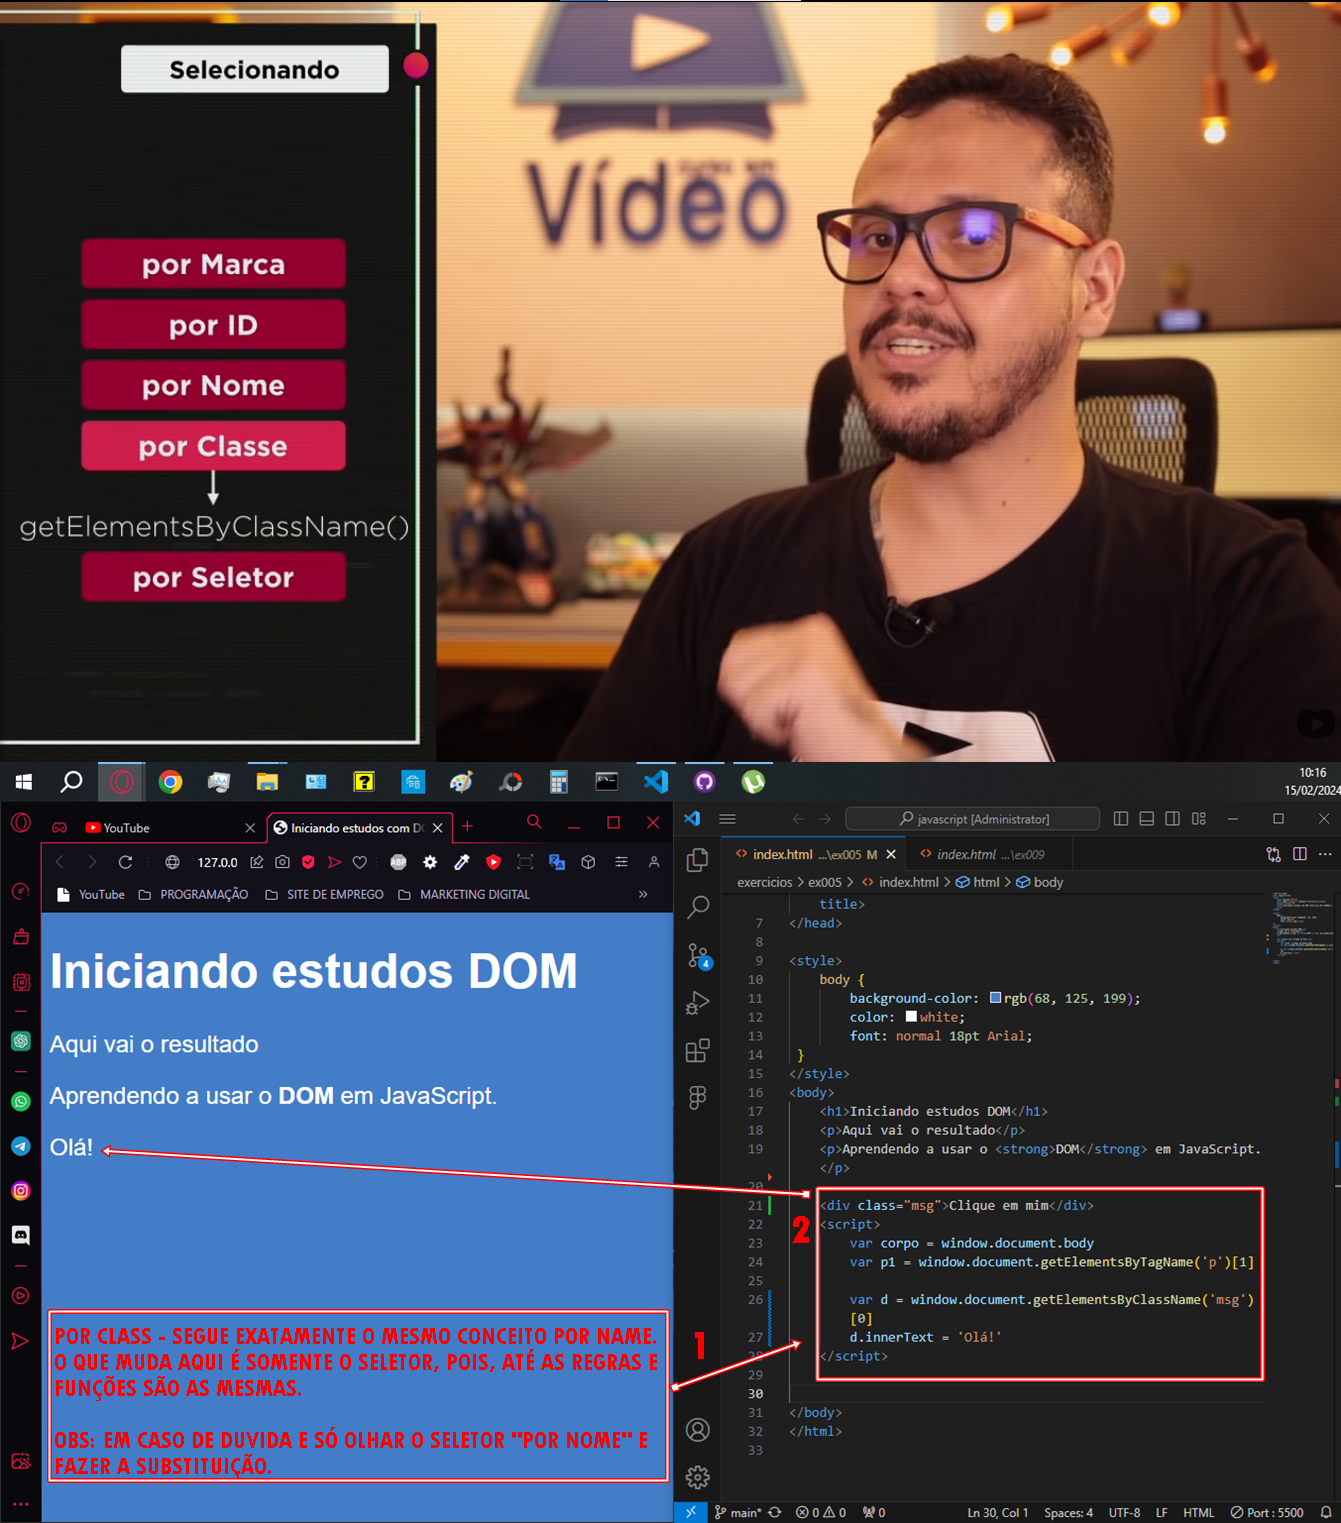 Selecionando
por Marca
por ID
por Nome
por Classe
getElementsByClassName()
por Seletor
Vídeo
10:16
15/02/2024
YouTube
Iniciando estudos com DO
127.0.0
ABP
YouTube
PROGRAMAÇÃO
SITE DE EMPREGO
MARKETING DIGITAL
»
Iniciando estudos DOM
Aqui vai o resultado
Aprendendo a usar o DOM em JavaScript.
Olá!
1
2
POR CLASS - SEGUE EXATAMENTE O MESMO CONCEITO POR NAME.
O QUE MUDA AQUI É SOMENTE O SELETOR, POIS, ATÉ AS REGRAS E
FUNÇÕES SÃO AS MESMAS.
OBS: EM CASO DE DUVIDA E SÓ OLHAR O SELETOR "POR NOME" E
FAZER A SUBSTITUIÇÃO.
javascript [Administrator]
index.html ...\ex005 M
index.html ...\ex009
exercicios > ex005 > index.html > html > body
4
title>
7 </head>
8
9 <style>
10 body {
11 background-color: rgb(68, 125, 199);
12 color: white;
13 font: normal 18pt Arial;
14 }
15 </style>
16 <body>
17 <h1>Iniciando estudos DOM</h1>
18 <p>Aqui vai o resultado</p>
19 <p>Aprendendo a usar o <strong>DOM</strong> em JavaScript.
</p>
20
21 <div class="msg">Clique em mim</div>
22 <script>
23 var corpo = window.document.body
24 var p1 = window.document.getElementsByTagName('p')[1]
25
26 var d = window.document.getElementsByClassName('msg')
[0]
27 d.innerText = 'Olá!'
28 </script>
29
30
31 </body>
32 </html>
33
main* 0 0 0 Ln 30, Col 1 Spaces: 4 UTF-8 LF HTML Port : 5500